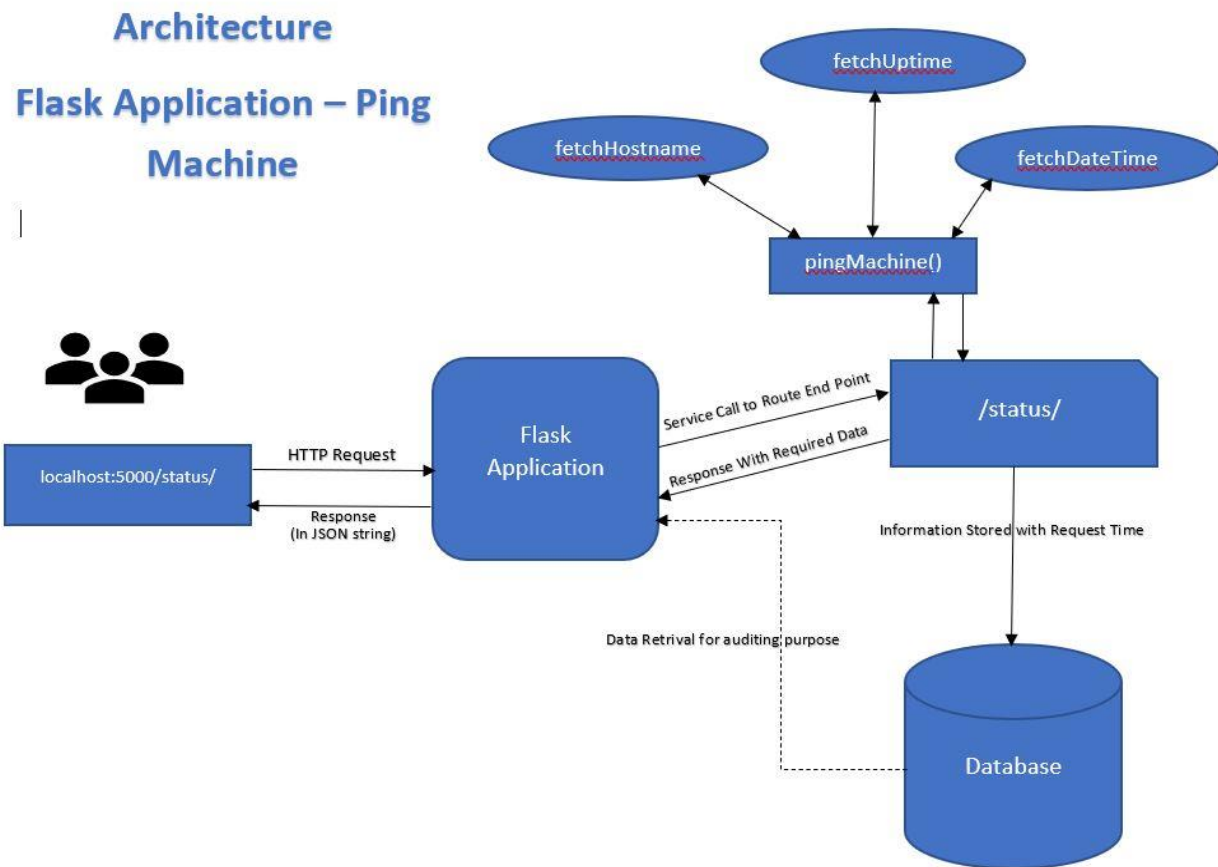 Architecture
Flask Application – Ping
Machine
fetchUptime
fetchHostname
fetchDateTime
pingMachine()
localhost:5000/status/
HTTP Request
Response
(In JSON string)
Flask
Application
Service Call to Route End Point
Response With Required Data
/status/
Information Stored with Request Time
Data Retrival for auditing purpose
Database